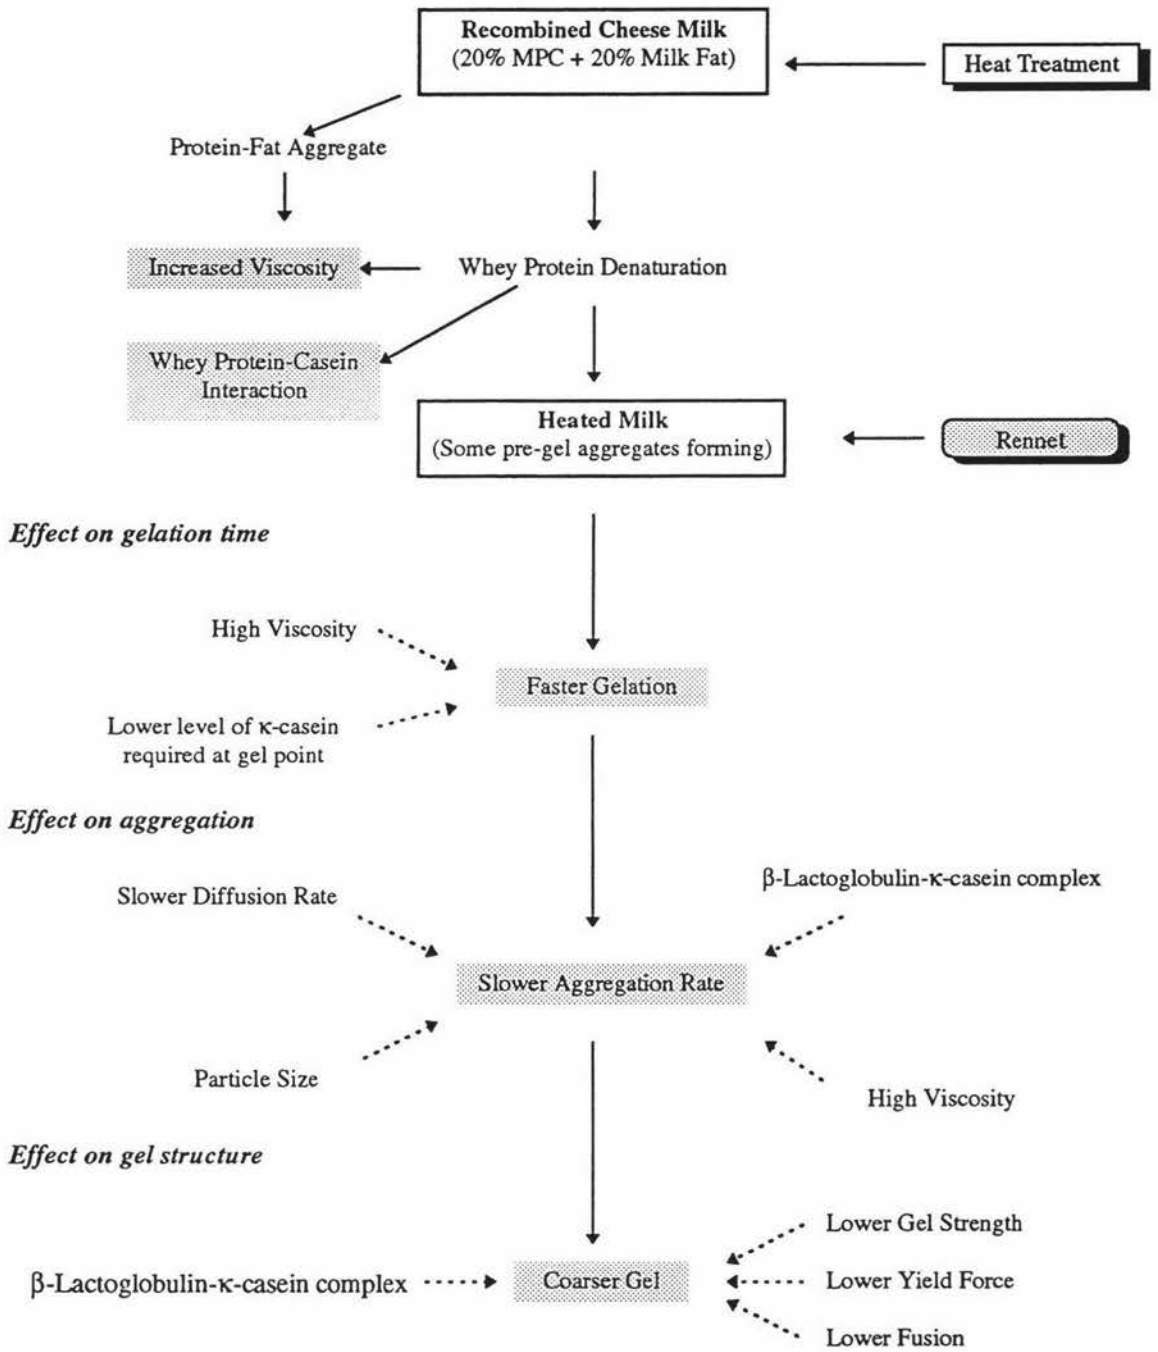 Recombined Cheese Milk
(20% MPC + 20% Milk Fat)
Heat Treatment
Protein-Fat Aggregate
Increased Viscosity
Whey Protein Denaturation
Whey Protein-Casein
Interaction
Heated Milk
(Some pre-gel aggregates forming)
Rennet
Effect on gelation time
High Viscosity
Faster Gelation
Lower level of κ-casein
required at gel point
Effect on aggregation
Slower Diffusion Rate
β-Lactoglobulin-κ-casein complex
Slower Aggregation Rate
Particle Size
High Viscosity
Effect on gel structure
Lower Gel Strength
β-Lactoglobulin-κ-casein complex
Coarser Gel
Lower Yield Force
Lower Fusion